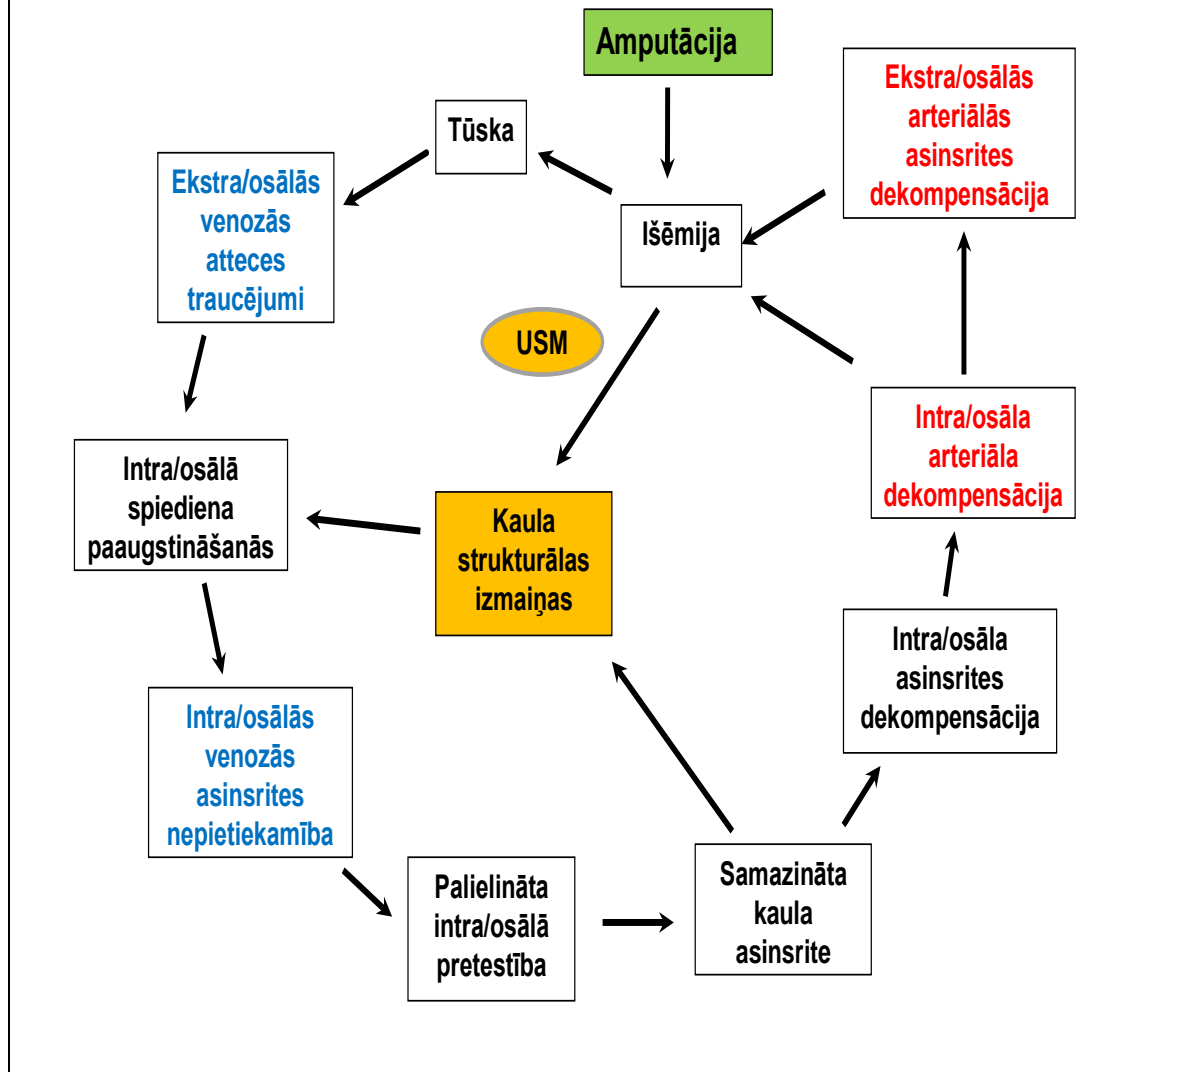 Amputācija
Ekstra/osālās
arteriālās
asinsrites
dekompensācija
Tūska
Ekstra/osālās
venozās
atteces
traucējumi
Išēmija
USM
Intra/osāla
arteriāla
dekompensācija
Intra/osālā
spiediena
paaugstināšanās
Kaula
strukturālas
izmaiņas
Intra/osāla
asinsrites
dekompensācija
Intra/osālās
venozās
asinsrites
nepietiekamība
Palielināta
intra/osālā
pretestība
Samazināta
kaula
asinsrite